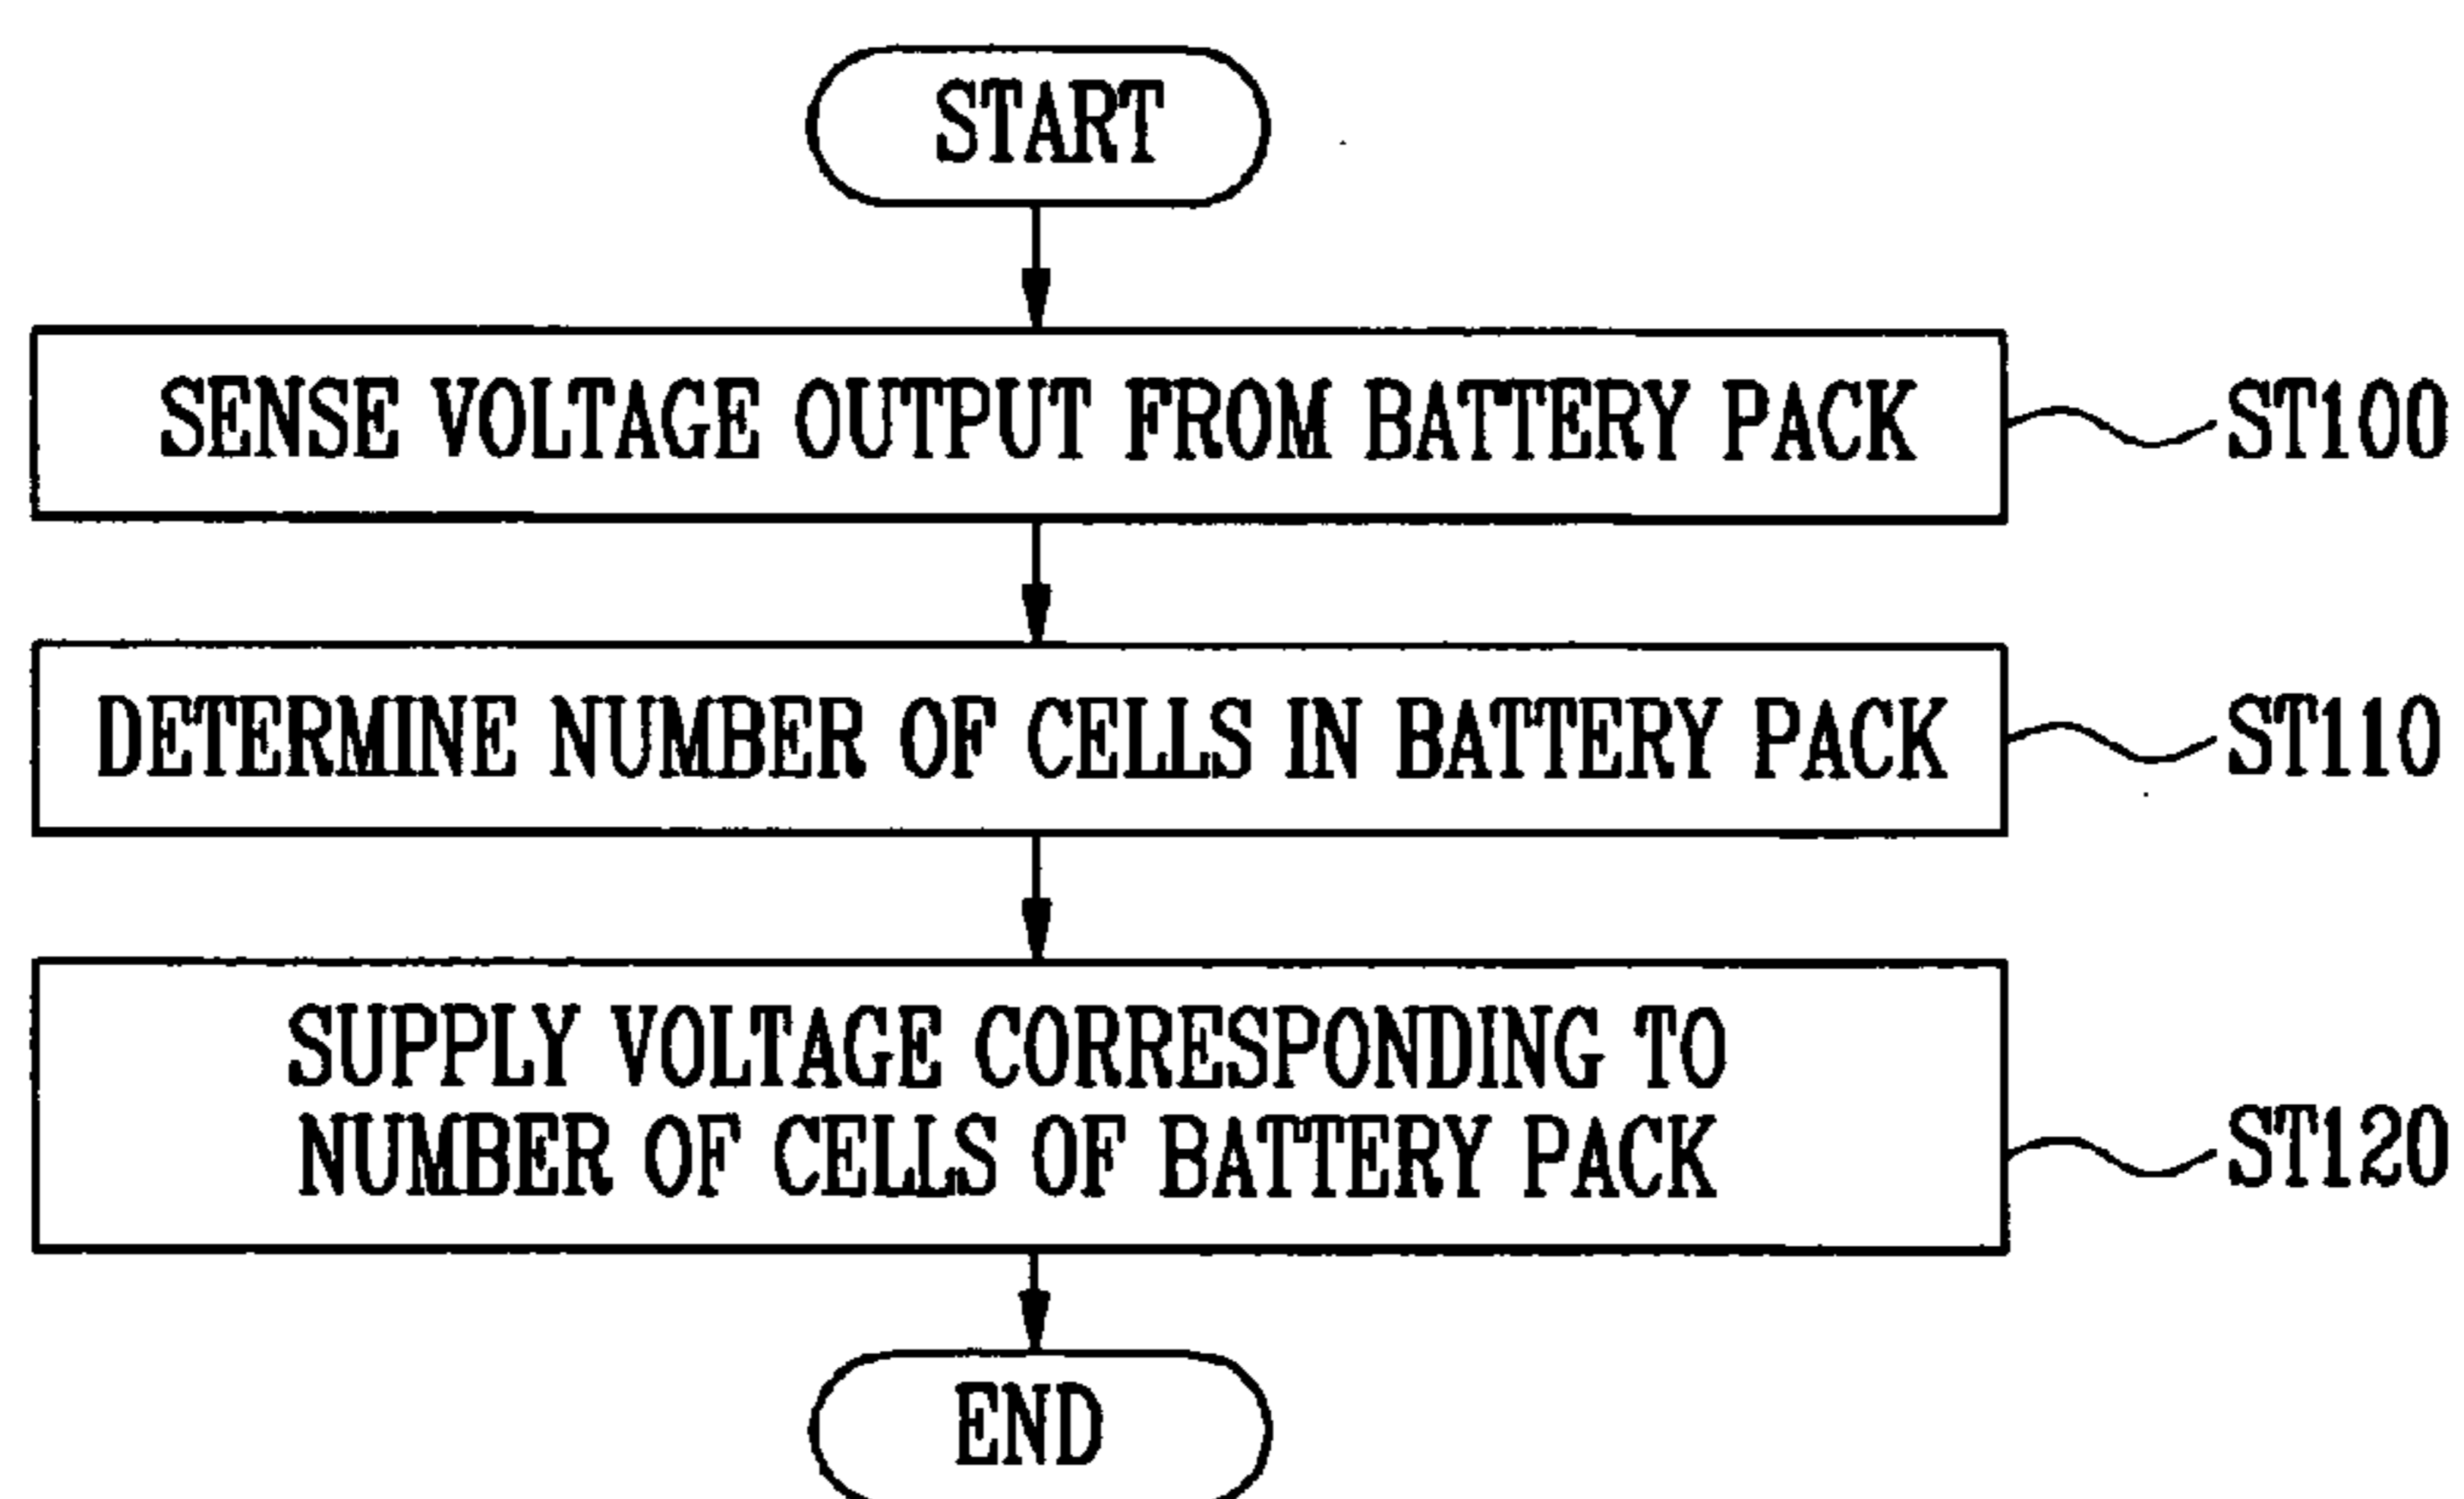 START
SENSE VOLTAGE OUTPUT FROM BATTERY PACK
ST100
DETERMINE NUMBER OF CELLS IN BATTERY PACK
ST110
SUPPLY VOLTAGE CORRESPONDING TO
NUMBER OF CELLS OF BATTERY PACK
ST120
END